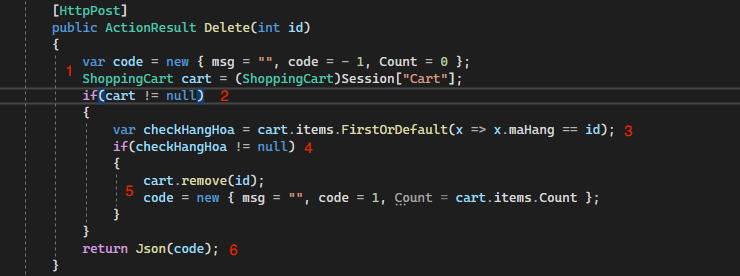 [HttpPost]
public ActionResult Delete(int id)
{
var code = new { msg = "", code = - 1, Count = 0 };
1
ShoppingCart cart = (ShoppingCart)Session["Cart"];
if(cart != null) 2
{
var checkHangHoa = cart.items.FirstOrDefault(x => x.maHang == id); 3
if(checkHangHoa != null) 4
{
cart.remove(id);
5
code = new { msg = "", code = 1, Count = cart.items.Count };
}
}
return Json(code); 6
}